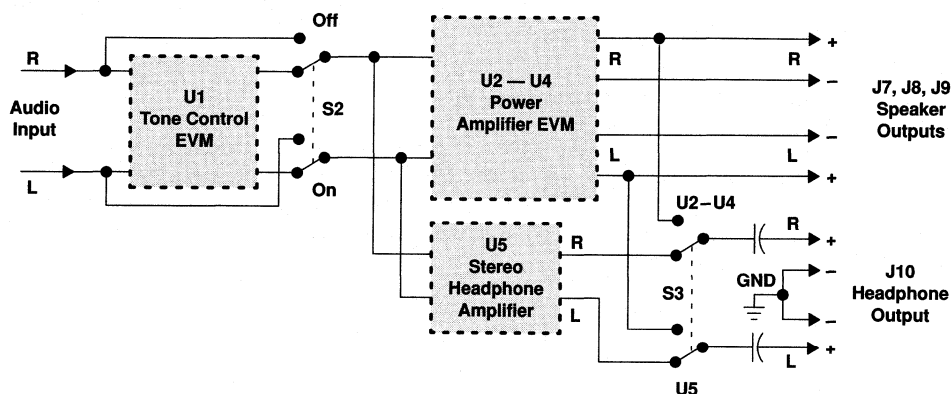 Off
R
Audio
Input
L
U1
Tone Control
EVM
S2
On
U2 — U4
Power
Amplifier EVM
R
R
+
–
–
L
L
+
J7, J8, J9
Speaker
Outputs
U5
Stereo
Headphone
Amplifier
R
L
U2–U4
S3
U5
R
+
GND
–
–
L
+
J10
Headphone
Output